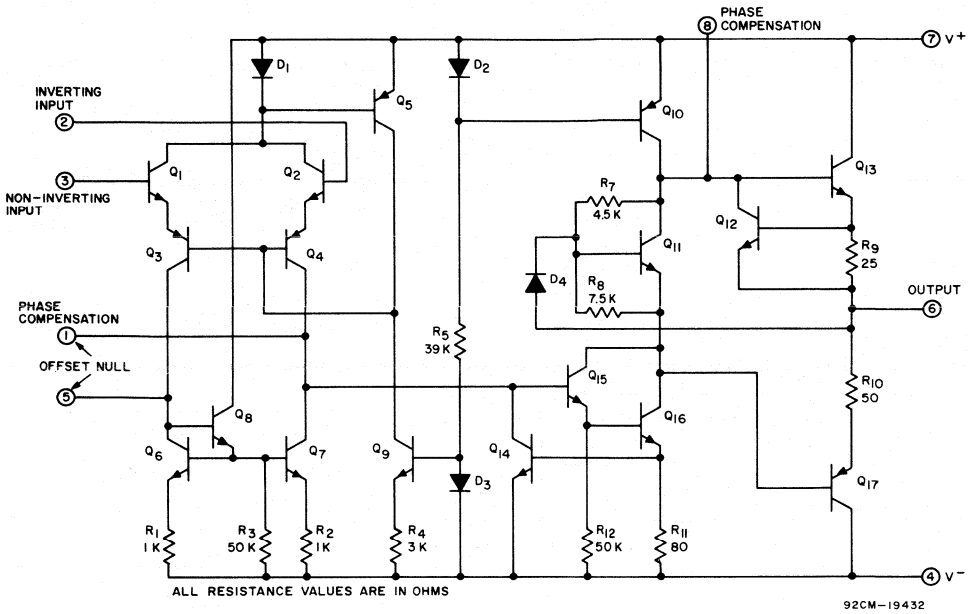 PHASE
8 COMPENSATION
7 V+
D1
D2
Q5
INVERTING
INPUT
2
Q10
Q1
Q2
3
Q13
NON-INVERTING
INPUT
R7
4.5 K
Q12
Q3
Q4
Q11
R9
25
D4
R8
7.5 K
OUTPUT
6
PHASE
COMPENSATION
1
R5
39 K
OFFSET NULL
Q15
R10
50
5
Q8
Q16
Q6
Q7
Q9
Q14
D3
Q17
R1
1 K
R3
50 K
R2
1 K
R4
3 K
R12
50 K
R11
80
4 V-
ALL RESISTANCE VALUES ARE IN OHMS
92CM-19432